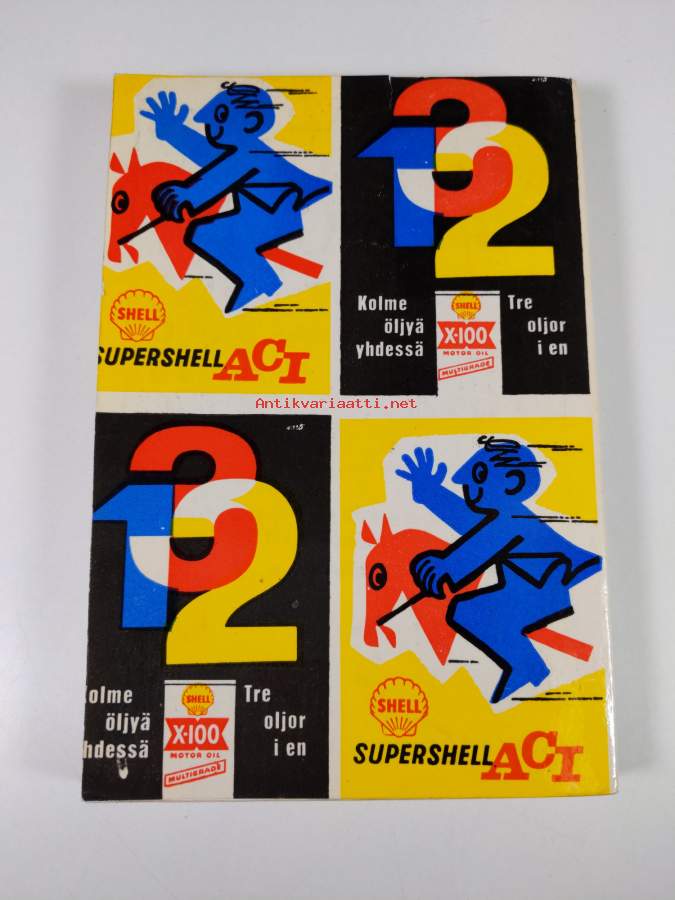 1 3 2
SHELL
SUPERSHELL ACI
Kolme
öljyä
yhdessä
SHELL
X-100
MOTOR OIL
MULTIGRADE
Tre
oljor
i en
Antikvariaatti.net
1 3 2
olme
öljyä
hdessä
SHELL
X-100
MOTOR OIL
MULTIGRADE
Tre
oljor
i en
SHELL
SUPERSHELL ACI